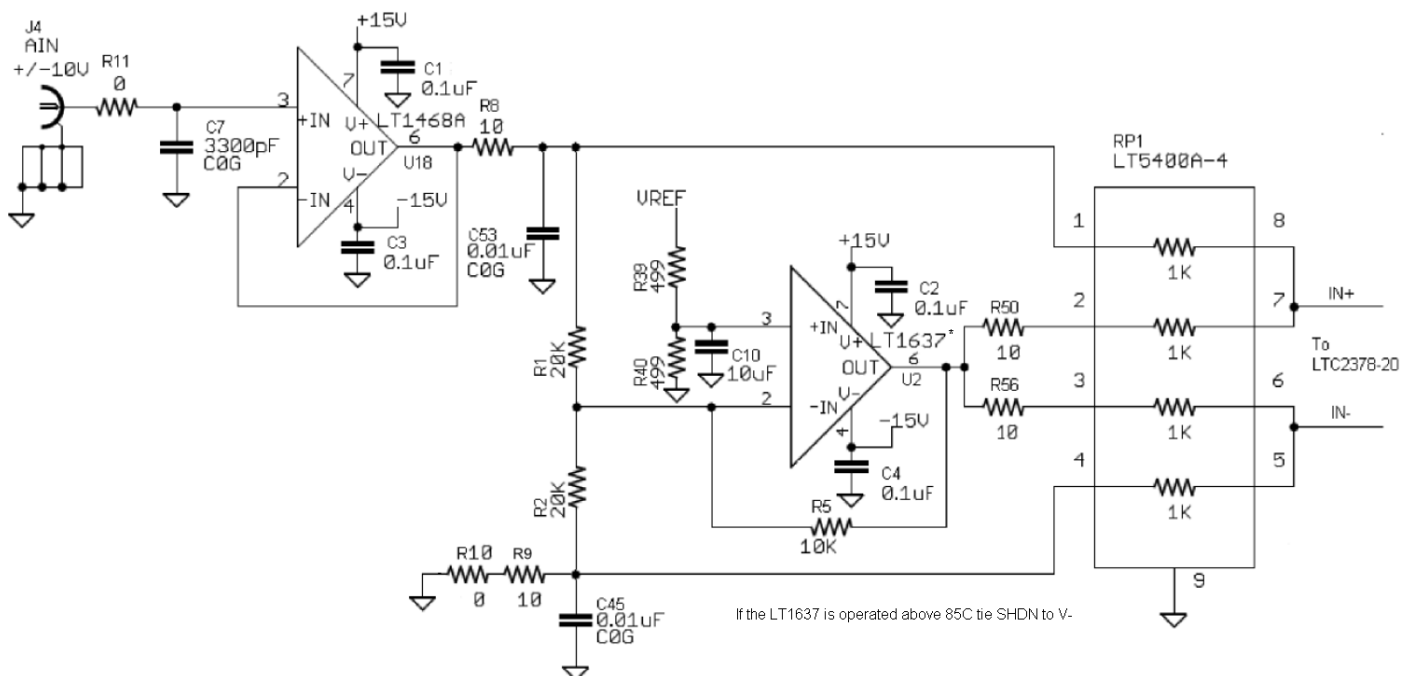 J4
AIN
+/-10V
R11
0
C7
3300pF
C0G
3
+IN
2
-IN
7
V+
LT1468A
OUT
6
U18
V-
4
+15V
C1
0.1uF
-15V
C3
0.1uF
R8
10
C53
0.01uF
C0G
VREF
R39
499
R40
499
C10
10uF
R1
20K
R2
20K
3
+IN
2
-IN
+15V
7
V+
C2
0.1uF
LT1637*
OUT
6
U2
V-
4
-15V
C4
0.1uF
R5
10K
R50
10
R56
10
RP1
LT5400A-4
1
8
1K
2
7
1K
3
6
1K
4
5
1K
9
IN+
To
LTC2378-20
IN-
R10
0
R9
10
C45
0.01uF
C0G
If the LT1637 is operated above 85C tie SHDN to V-